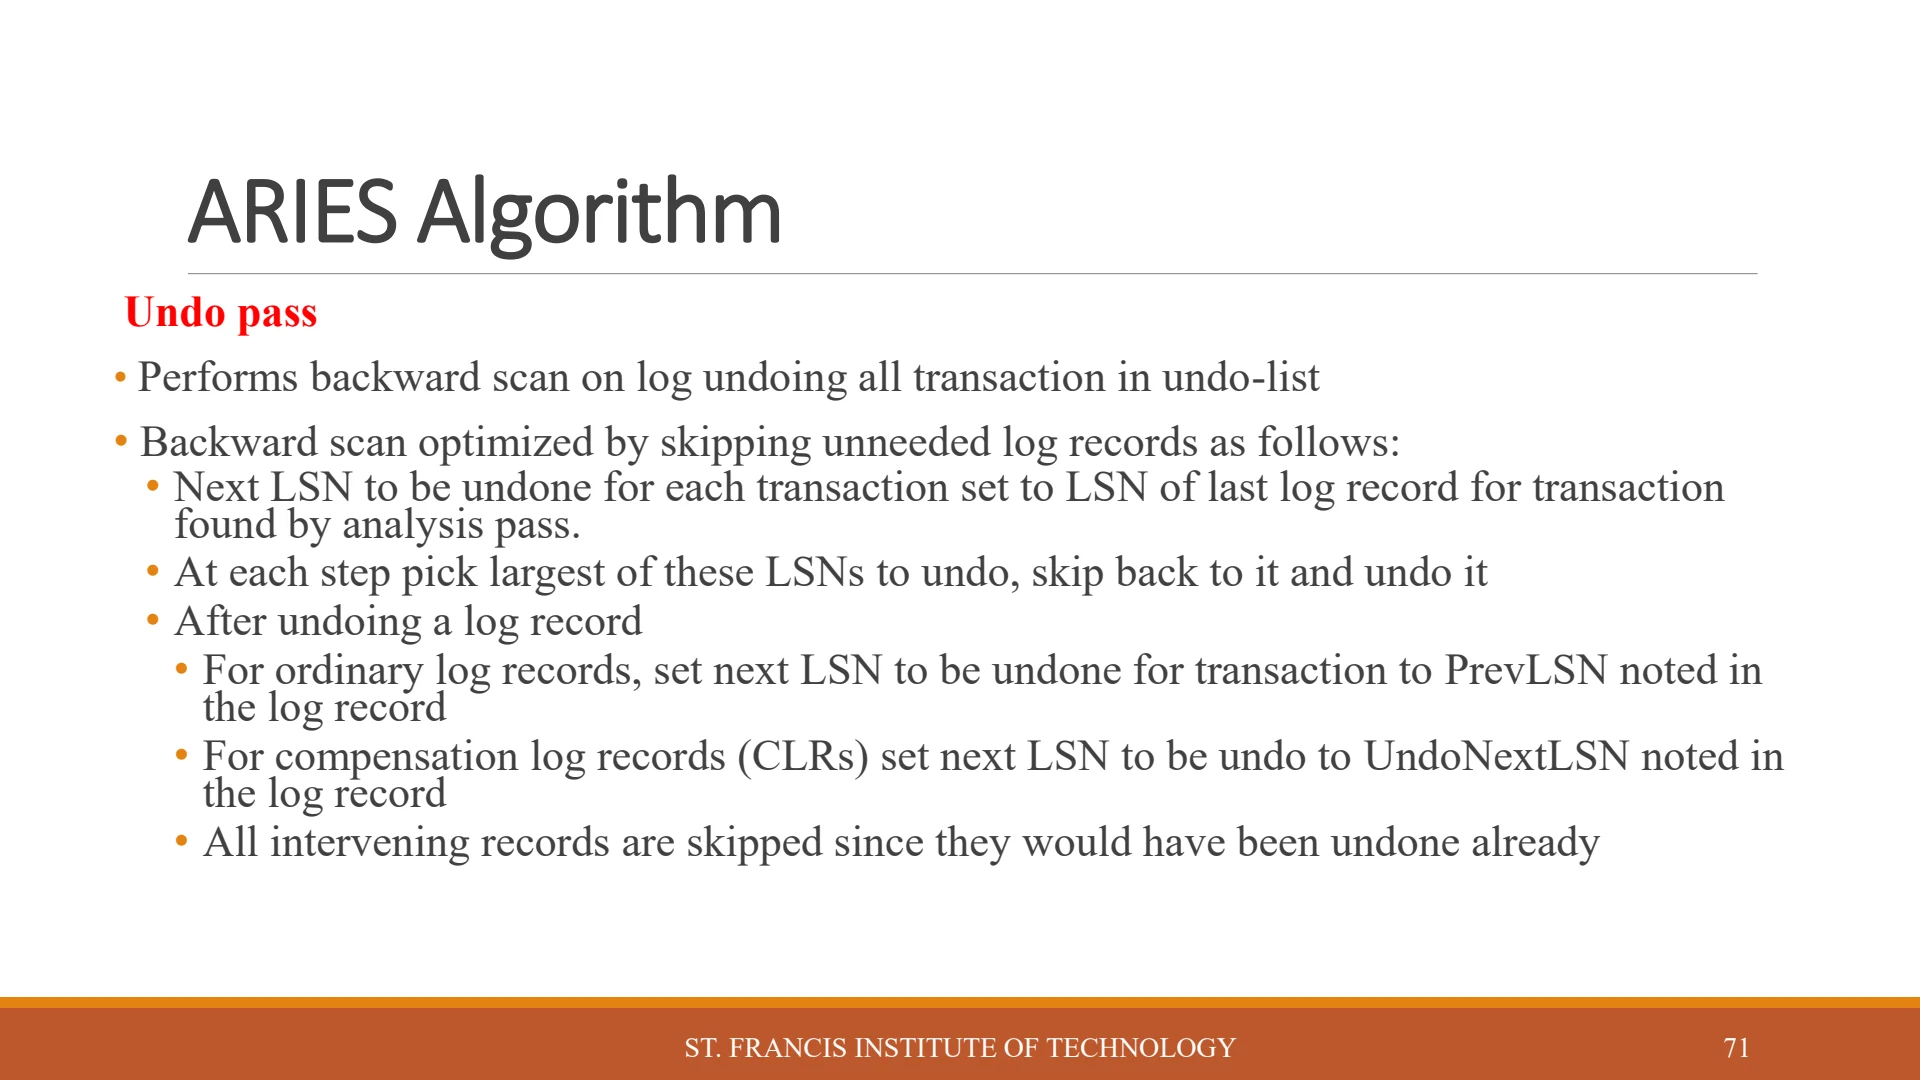 ARIES Algorithm
Undo pass
• Performs backward scan on log undoing all transaction in undo-list
• Backward scan optimized by skipping unneeded log records as follows:
• Next LSN to be undone for each transaction set to LSN of last log record for transaction
found by analysis pass.
• At each step pick largest of these LSNs to undo, skip back to it and undo it
• After undoing a log record
• For ordinary log records, set next LSN to be undone for transaction to PrevLSN noted in
the log record
• For compensation log records (CLRs) set next LSN to be undo to UndoNextLSN noted in
the log record
• All intervening records are skipped since they would have been undone already
ST. FRANCIS INSTITUTE OF TECHNOLOGY
71